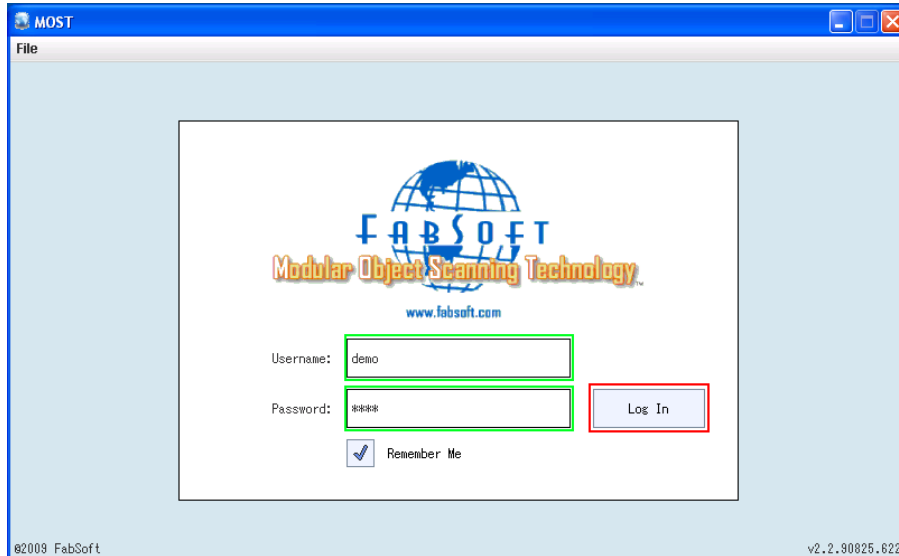 MOST
File
FABSOFT
Modular Object Scanning Technology™
www.fabsoft.com
Username: demo
Password: ****
Log In
Remember Me
©2009 FabSoft
v2.2.90825.622